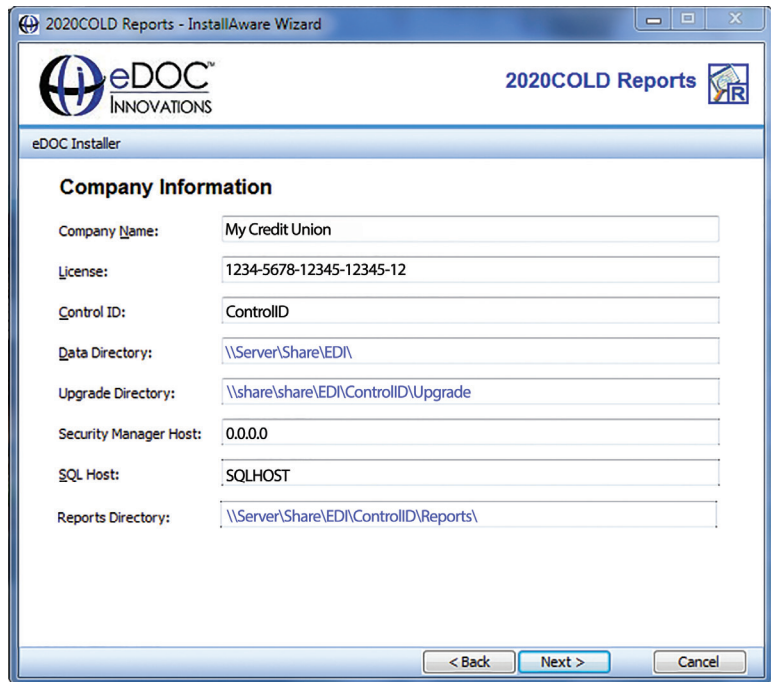 2020COLD Reports - InstallAware Wizard
eDOC™
INNOVATIONS
2020COLD Reports
R
eDOC Installer
Company Information
Company Name: My Credit Union
License: 1234-5678-12345-12345-12
Control ID: ControlID
Data Directory: \\Server\Share\EDI\
Upgrade Directory: \\share\share\EDI\ControlID\Upgrade
Security Manager Host: 0.0.0.0
SQL Host: SQLHOST
Reports Directory: \\Server\Share\EDI\ControlID\Reports\
< Back Next > Cancel